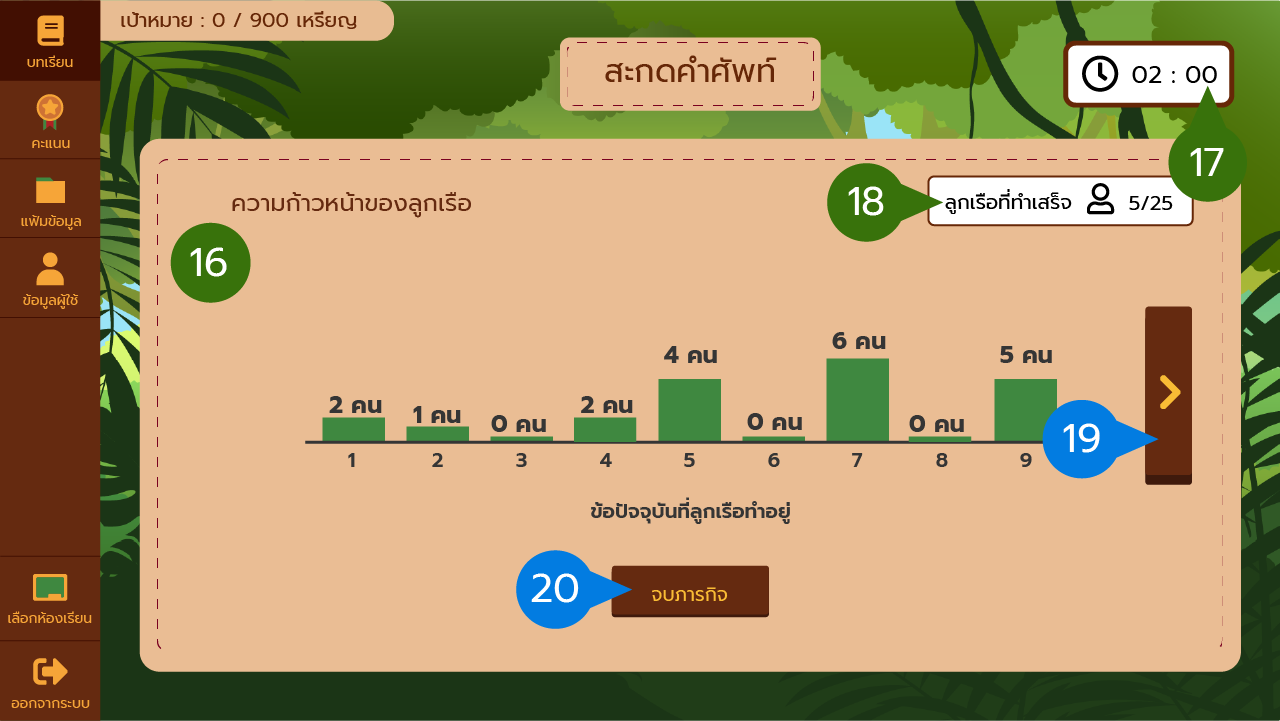 เป้าหมาย : 0 / 900 เหรียญ
บทเรียน
คะแนน
แฟ้มข้อมูล
ข้อมูลผู้ใช้
เลือกห้องเรียน
ออกจากระบบ
สะกดคำศัพท์
02 : 00
17
ความก้าวหน้าของลูกเรือ
18
ลูกเรือที่ทำเสร็จ 5/25
16
2 คน 1 คน 0 คน 2 คน 4 คน 0 คน 6 คน 0 คน 5 คน
1 2 3 4 5 6 7 8 9
19
ข้อปัจจุบันที่ลูกเรือทำอยู่
20
จบภารกิจ